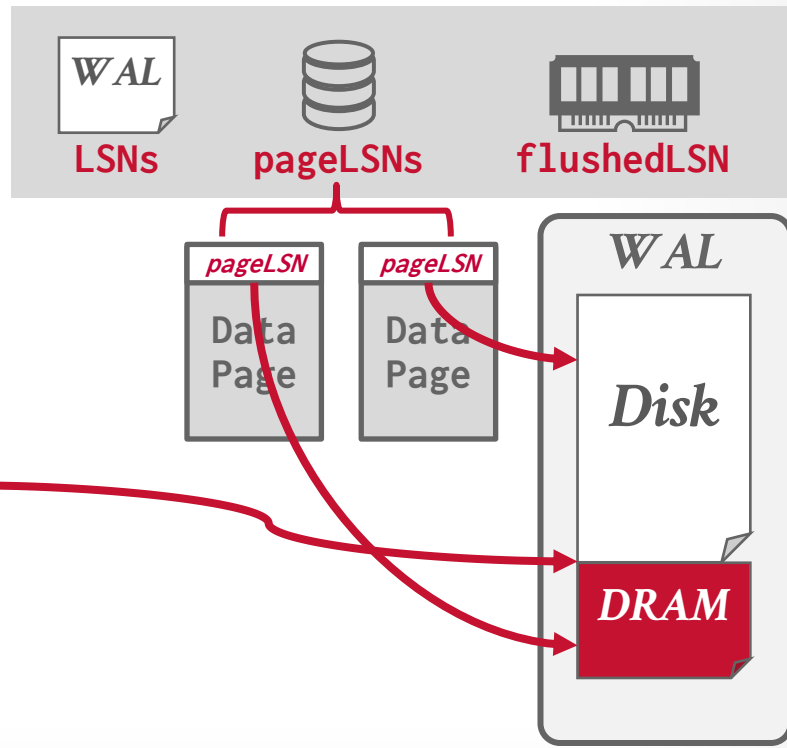 WAL
LSNs pageLSNs flushedLSN
pageLSN pageLSN
Data
Page
Data
Page
WAL
Disk
DRAM